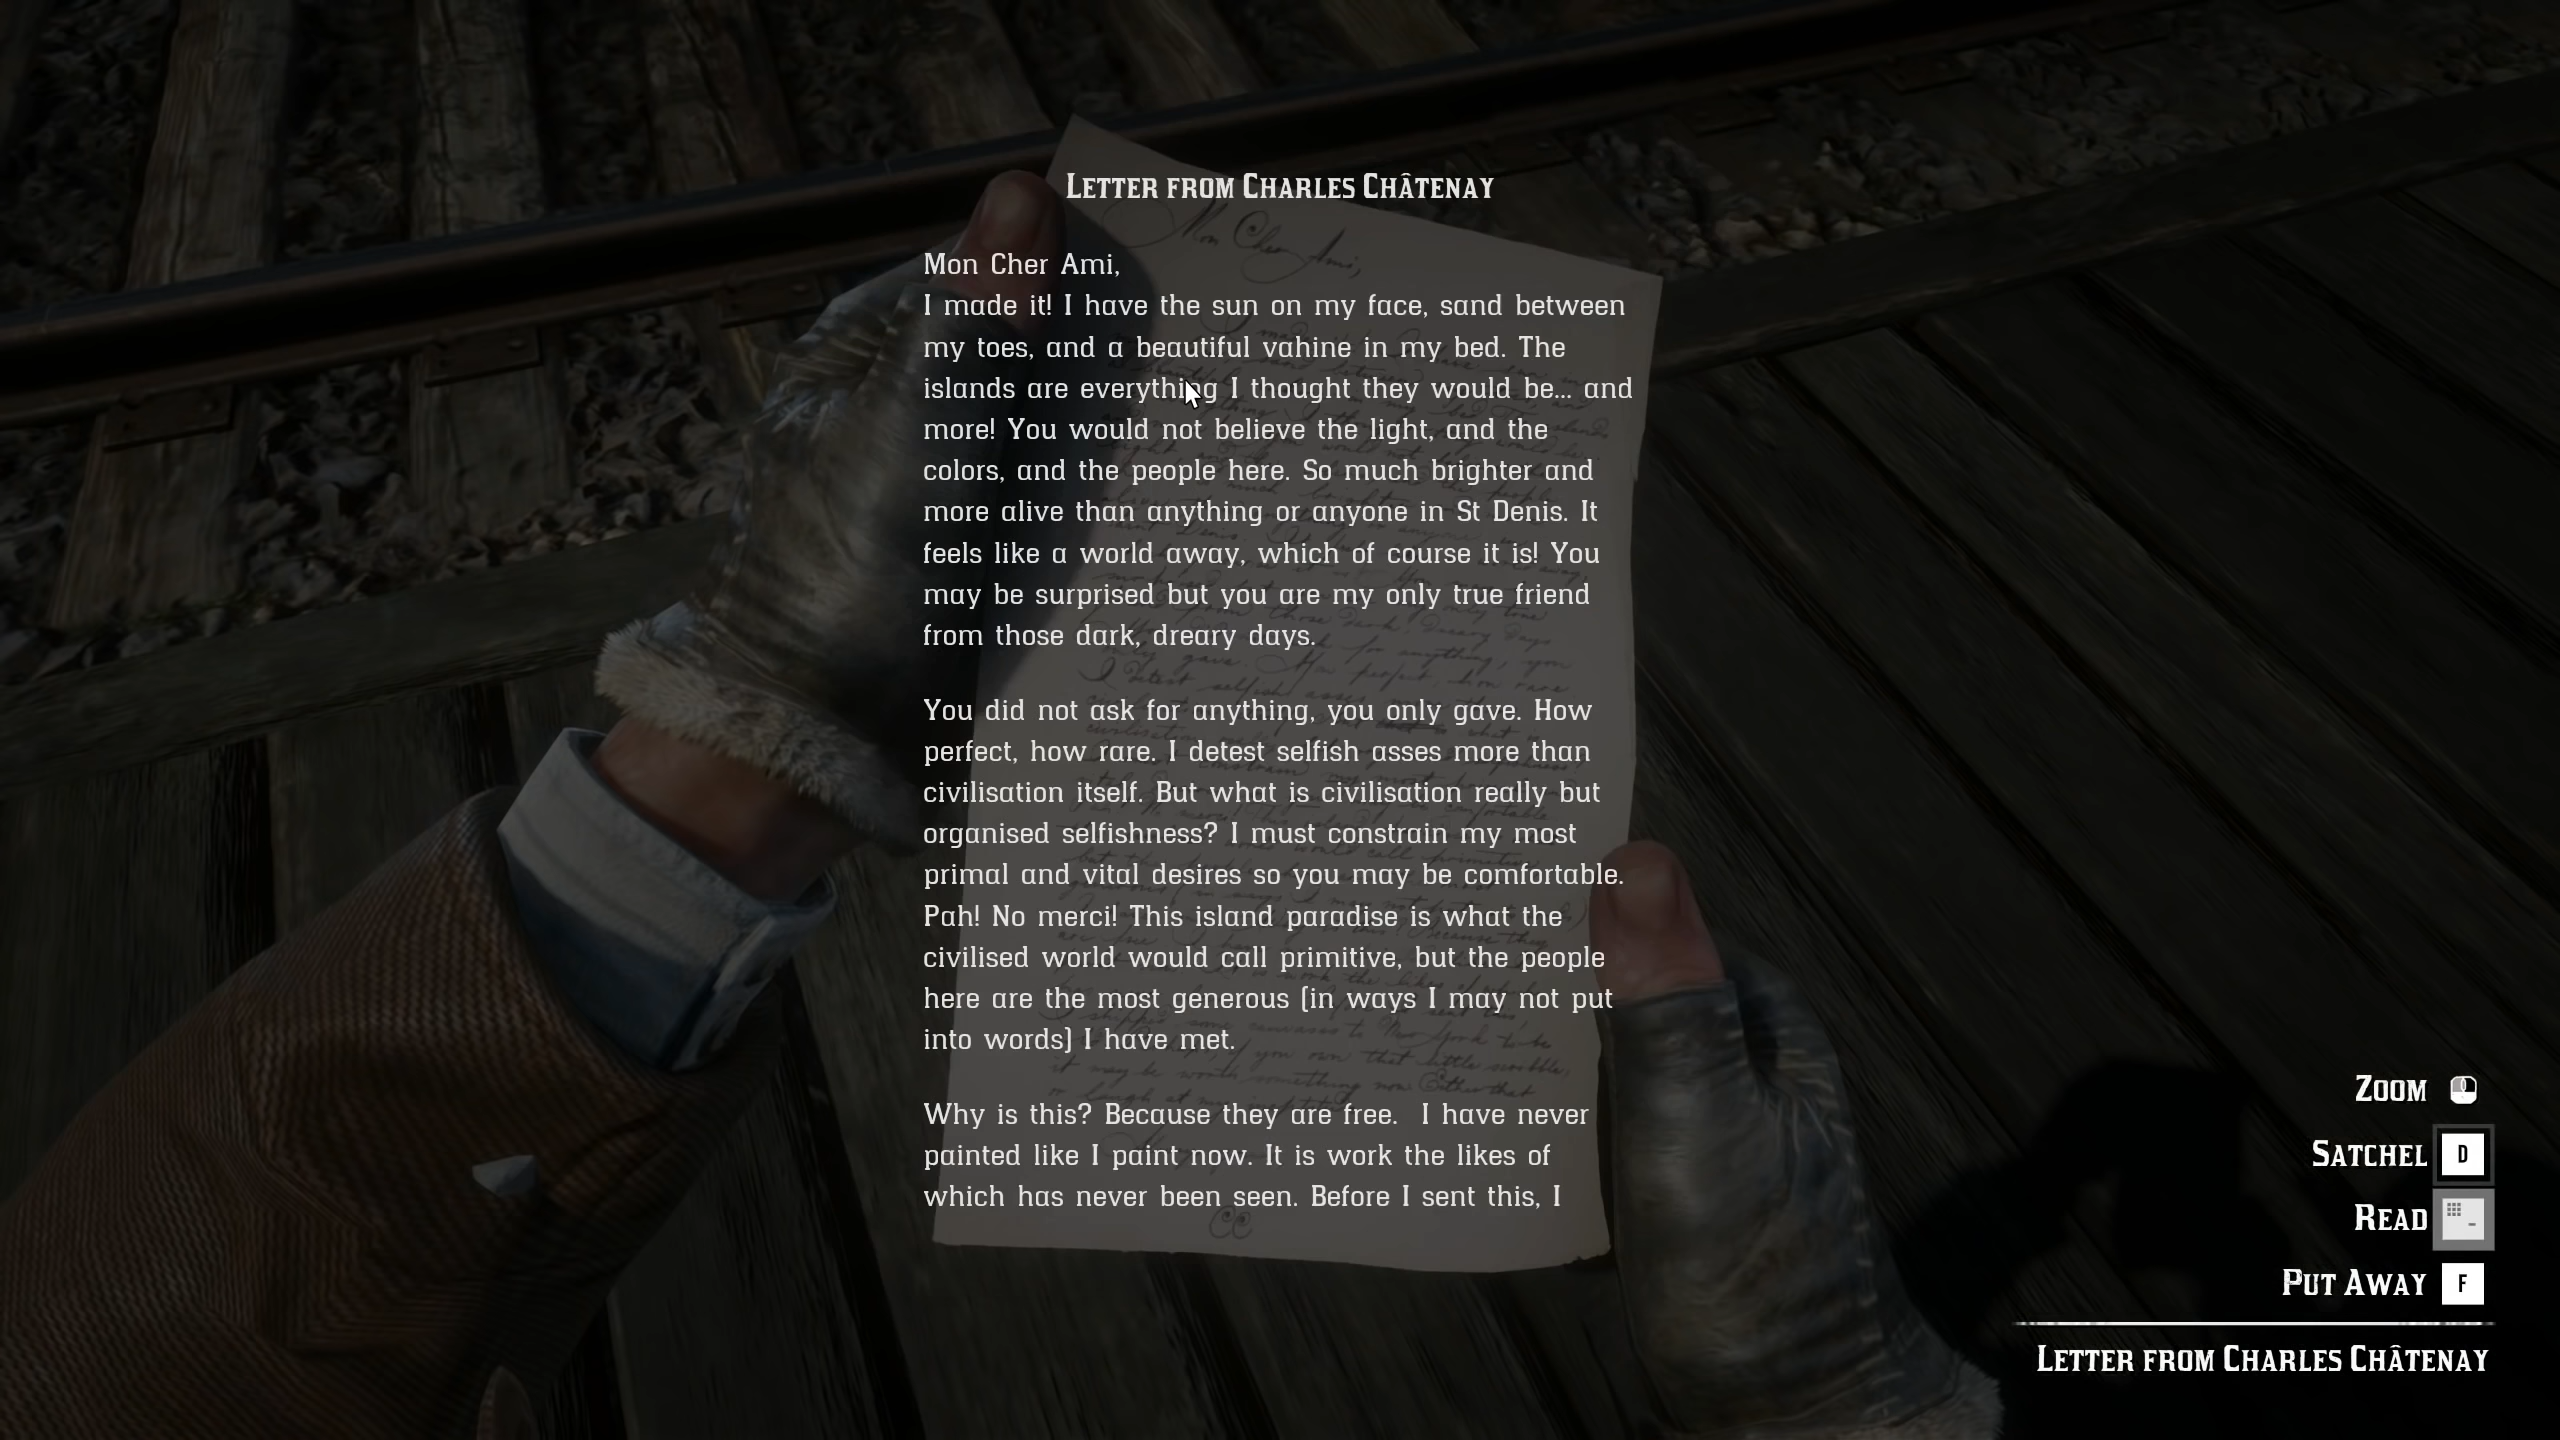 LETTER FROM CHARLES CHÂTENAY
Mon Cher Ami,
I made it! I have the sun on my face, sand between
my toes, and a beautiful vahine in my bed. The
islands are everything I thought they would be... and
more! You would not believe the light, and the
colors, and the people here. So much brighter and
more alive than anything or anyone in St Denis. It
feels like a world away, which of course it is! You
may be surprised but you are my only true friend
from those dark, dreary days.
You did not ask for anything, you only gave. How
perfect, how rare. I detest selfish asses more than
civilisation itself. But what is civilisation really but
organised selfishness? I must constrain my most
primal and vital desires so you may be comfortable.
Pah! No merci! This island paradise is what the
civilised world would call primitive, but the people
here are the most generous (in ways I may not put
into words) I have met.
Why is this? Because they are free.  I have never
painted like I paint now. It is work the likes of
which has never been seen. Before I sent this, I
Mon Cher Ami,
ZOOM
SATCHEL D
READ
PUT AWAY F
LETTER FROM CHARLES CHÂTENAY